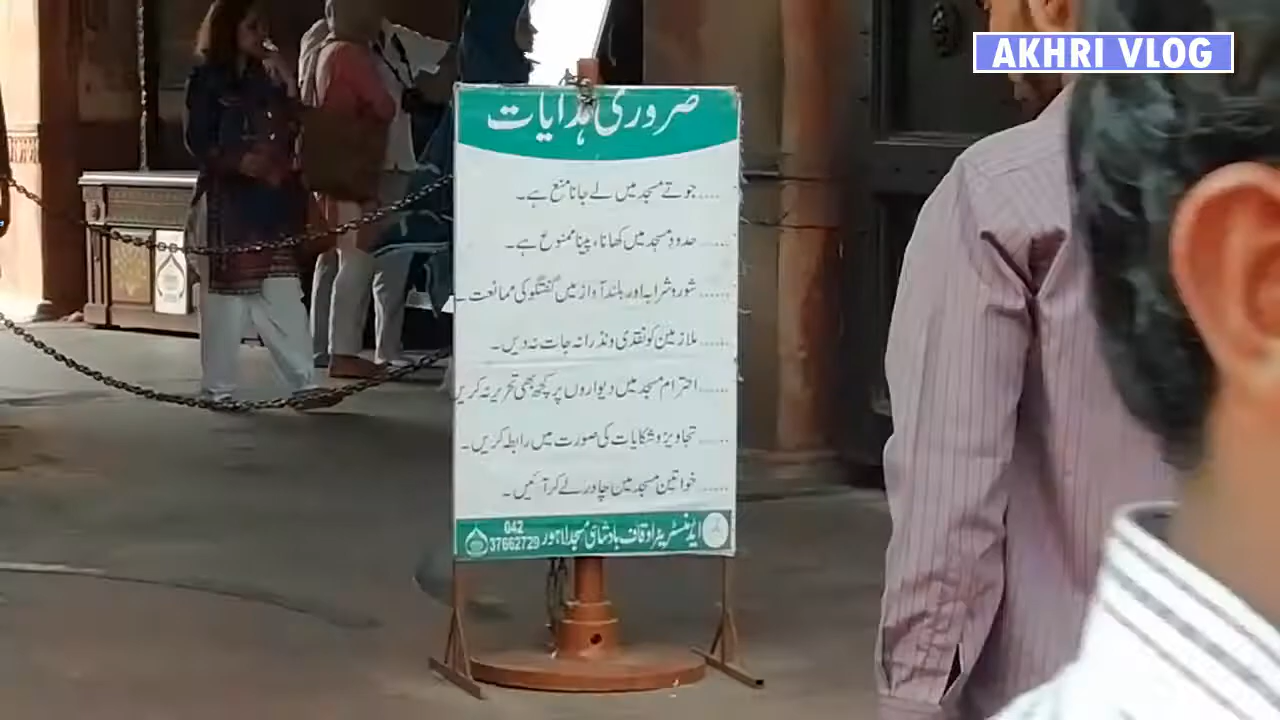 AKHRI VLOG
ضروری ہدایات
.... جوتے مسجد میں لے جانا منع ہے۔
..... حدود مسجد میں کھانا، پینا ممنوع ہے۔
...... شور و شرابہ اور بلند آواز میں گفتگو کی ممانعت ۔
..... ملازمین کو نقدی و نذرانہ جات نہ دیں۔
...... احترام مسجد میں دیواروں پر کچھ بھی تحریر نہ کریں
...... تجاویز و شکایات کی صورت میں رابطہ کریں۔
..... خواتین مسجد مین چادر لے کر آئیں۔
ایڈمنسٹریٹر اوقاف بادشاہی مسجد لاہور 042 37662729